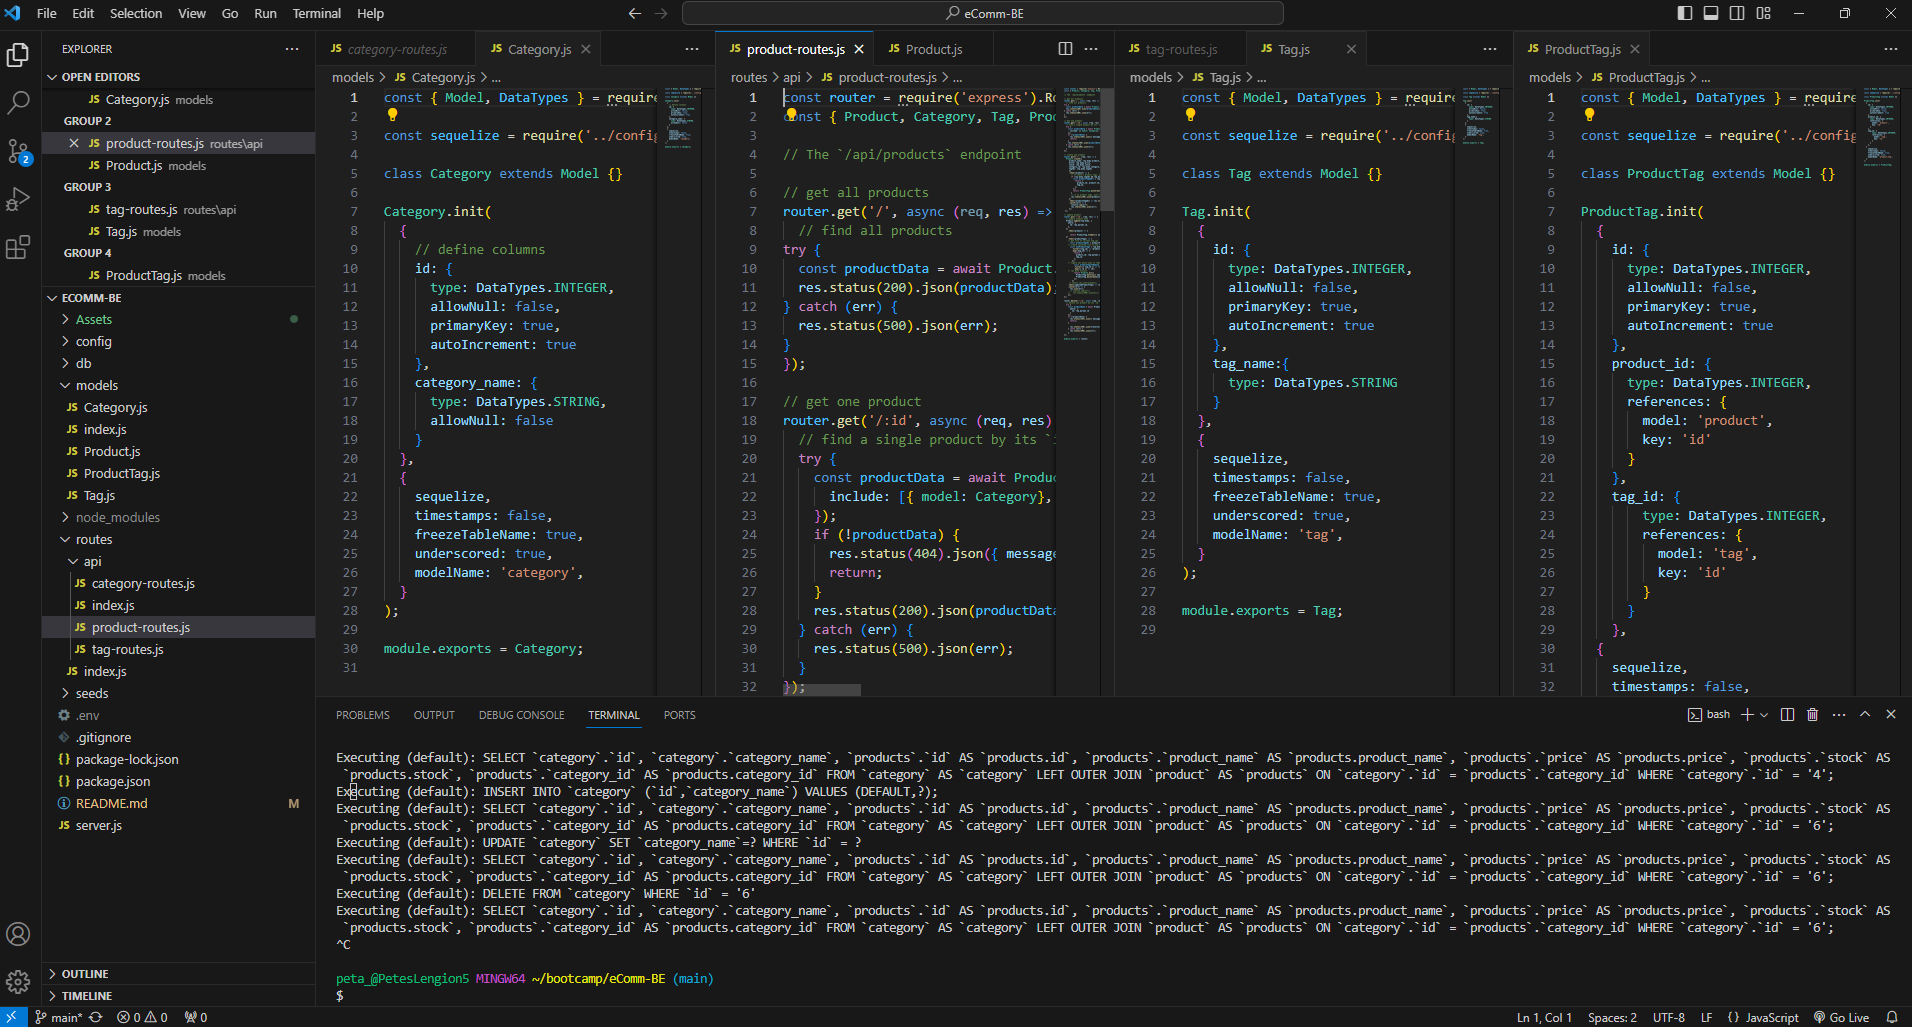 File Edit Selection View Go Run Terminal Help
eComm-BE
EXPLORER
OPEN EDITORS
JS Category.js models
GROUP 2
JS product-routes.js routes\api
JS Product.js models
GROUP 3
JS tag-routes.js routes\api
JS Tag.js models
GROUP 4
JS ProductTag.js models
ECOMM-BE
Assets
config
db
models
JS Category.js
JS index.js
JS Product.js
JS ProductTag.js
JS Tag.js
node_modules
routes
api
JS category-routes.js
JS index.js
JS product-routes.js
JS tag-routes.js
JS index.js
seeds
.env
.gitignore
{} package-lock.json
{} package.json
README.md M
JS server.js
OUTLINE
TIMELINE
JS category-routes.js JS Category.js
models > JS Category.js > ...
1 const { Model, DataTypes } = require
2
3 const sequelize = require('../config
4
5 class Category extends Model {}
6
7 Category.init(
8 {
9 // define columns
10 id: {
11 type: DataTypes.INTEGER,
12 allowNull: false,
13 primaryKey: true,
14 autoIncrement: true
15 },
16 category_name: {
17 type: DataTypes.STRING,
18 allowNull: false
19 }
20 },
21 {
22 sequelize,
23 timestamps: false,
24 freezeTableName: true,
25 underscored: true,
26 modelName: 'category',
27 }
28 );
29
30 module.exports = Category;
31
JS product-routes.js JS Product.js
routes > api > JS product-routes.js > ...
1 const router = require('express').Ro
2 const { Product, Category, Tag, Proc
3
4 // The `/api/products` endpoint
5
6 // get all products
7 router.get('/', async (req, res) =>
8 // find all products
9 try {
10 const productData = await Product.
11 res.status(200).json(productData);
12 } catch (err) {
13 res.status(500).json(err);
14 }
15 });
16
17 // get one product
18 router.get('/:id', async (req, res)
19 // find a single product by its `i
20 try {
21 const productData = await Produc
22 include: [{ model: Category},
23 });
24 if (!productData) {
25 res.status(404).json({ message
26 return;
27 }
28 res.status(200).json(productData
29 } catch (err) {
30 res.status(500).json(err);
31 }
32 });
JS tag-routes.js JS Tag.js
models > JS Tag.js > ...
1 const { Model, DataTypes } = require
2
3 const sequelize = require('../config
4
5 class Tag extends Model {}
6
7 Tag.init(
8 {
9 id: {
10 type: DataTypes.INTEGER,
11 allowNull: false,
12 primaryKey: true,
13 autoIncrement: true
14 },
15 tag_name:{
16 type: DataTypes.STRING
17 }
18 },
19 {
20 sequelize,
21 timestamps: false,
22 freezeTableName: true,
23 underscored: true,
24 modelName: 'tag',
25 }
26 );
27
28 module.exports = Tag;
29
JS ProductTag.js
models > JS ProductTag.js > ...
1 const { Model, DataTypes } = require
2
3 const sequelize = require('../config
4
5 class ProductTag extends Model {}
6
7 ProductTag.init(
8 {
9 id: {
10 type: DataTypes.INTEGER,
11 allowNull: false,
12 primaryKey: true,
13 autoIncrement: true
14 },
15 product_id: {
16 type: DataTypes.INTEGER,
17 references: {
18 model: 'product',
19 key: 'id'
20 }
21 },
22 tag_id: {
23 type: DataTypes.INTEGER,
24 references: {
25 model: 'tag',
26 key: 'id'
27 }
28 }
29 },
30 {
31 sequelize,
32 timestamps: false,
PROBLEMS OUTPUT DEBUG CONSOLE TERMINAL PORTS
bash
Executing (default): SELECT `category`.`id`, `category`.`category_name`, `products`.`id` AS `products.id`, `products`.`product_name` AS `products.product_name`, `products`.`price` AS `products.price`, `products`.`stock` AS
`products.stock`, `products`.`category_id` AS `products.category_id` FROM `category` AS `category` LEFT OUTER JOIN `product` AS `products` ON `category`.`id` = `products`.`category_id` WHERE `category`.`id` = '4';
Executing (default): INSERT INTO `category` (`id`,`category_name`) VALUES (DEFAULT,?);
Executing (default): SELECT `category`.`id`, `category`.`category_name`, `products`.`id` AS `products.id`, `products`.`product_name` AS `products.product_name`, `products`.`price` AS `products.price`, `products`.`stock` AS
`products.stock`, `products`.`category_id` AS `products.category_id` FROM `category` AS `category` LEFT OUTER JOIN `product` AS `products` ON `category`.`id` = `products`.`category_id` WHERE `category`.`id` = '6';
Executing (default): UPDATE `category` SET `category_name`=? WHERE `id` = ?
Executing (default): SELECT `category`.`id`, `category`.`category_name`, `products`.`id` AS `products.id`, `products`.`product_name` AS `products.product_name`, `products`.`price` AS `products.price`, `products`.`stock` AS
`products.stock`, `products`.`category_id` AS `products.category_id` FROM `category` AS `category` LEFT OUTER JOIN `product` AS `products` ON `category`.`id` = `products`.`category_id` WHERE `category`.`id` = '6';
Executing (default): DELETE FROM `category` WHERE `id` = '6'
Executing (default): SELECT `category`.`id`, `category`.`category_name`, `products`.`id` AS `products.id`, `products`.`product_name` AS `products.product_name`, `products`.`price` AS `products.price`, `products`.`stock` AS
`products.stock`, `products`.`category_id` AS `products.category_id` FROM `category` AS `category` LEFT OUTER JOIN `product` AS `products` ON `category`.`id` = `products`.`category_id` WHERE `category`.`id` = '6';
^C
peta_@PetesLengion5 MINGW64 ~/bootcamp/eComm-BE (main)
$
2
main* 0 0 0
Ln 1, Col 1 Spaces: 2 UTF-8 LF {} JavaScript Go Live